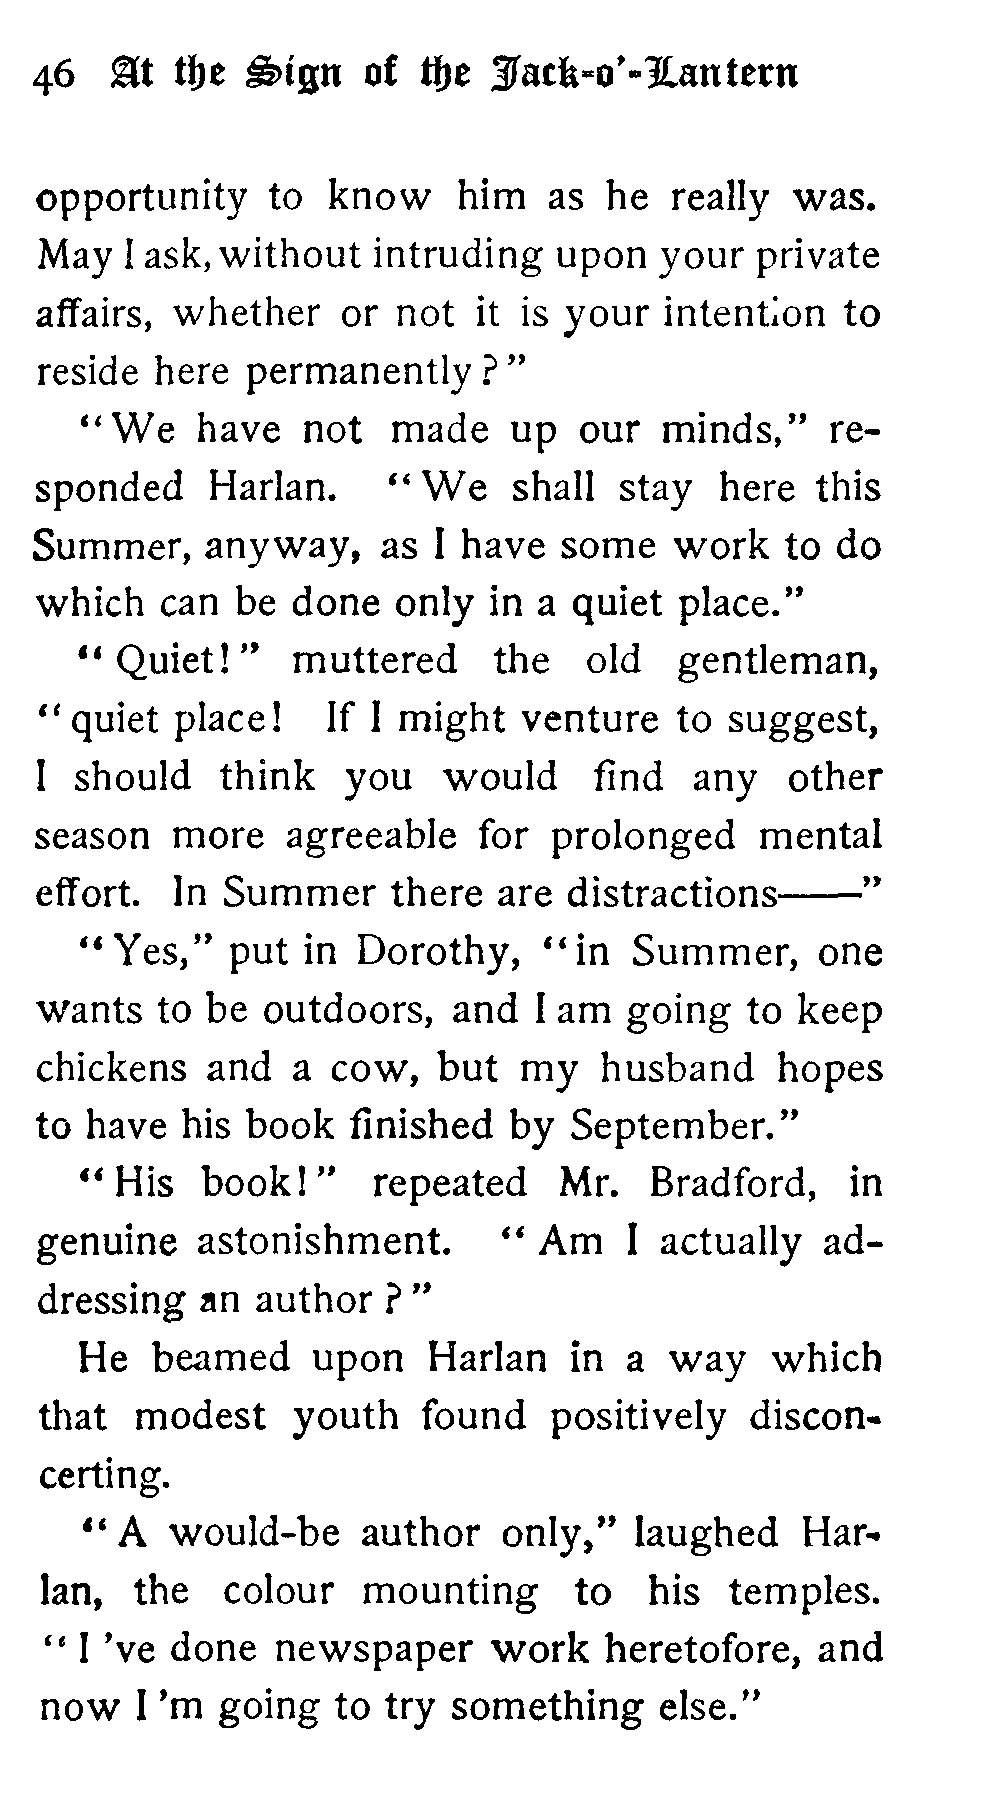 46 At the Sign of the Jack-o'-Lantern
opportunity to know him as he really was.
May I ask, without intruding upon your private
affairs, whether or not it is your intention to
reside here permanently?"
"We have not made up our minds," re-
sponded Harlan. "We shall stay here this
Summer, anyway, as I have some work to do
which can be done only in a quiet place."
"Quiet!" muttered the old gentleman,
"quiet place! If I might venture to suggest,
I should think you would find any other
season more agreeable for prolonged mental
effort. In Summer there are distractions——"
"Yes," put in Dorothy, "in Summer, one
wants to be outdoors, and I am going to keep
chickens and a cow, but my husband hopes
to have his book finished by September."
"His book!" repeated Mr. Bradford, in
genuine astonishment. "Am I actually ad-
dressing an author?"
He beamed upon Harlan in a way which
that modest youth found positively discon-
certing.
"A would-be author only," laughed Har-
lan, the colour mounting to his temples.
"I 've done newspaper work heretofore, and
now I 'm going to try something else."